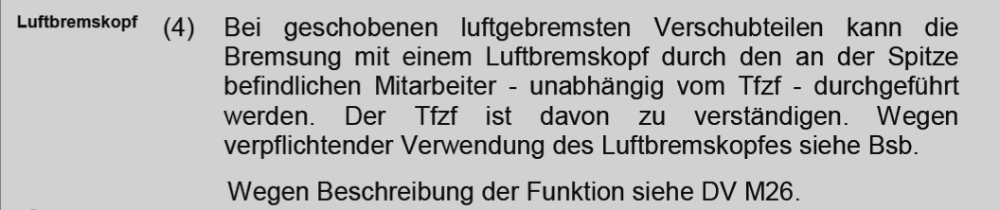 Luftbremskopf (4) Bei geschobenen luftgebremsten Verschubteilen kann die
Bremsung mit einem Luftbremskopf durch den an der Spitze
befindlichen Mitarbeiter - unabhängig vom Tfzf - durchgeführt
werden. Der Tfzf ist davon zu verständigen. Wegen
verpflichtender Verwendung des Luftbremskopfes siehe Bsb.
Wegen Beschreibung der Funktion siehe DV M26.